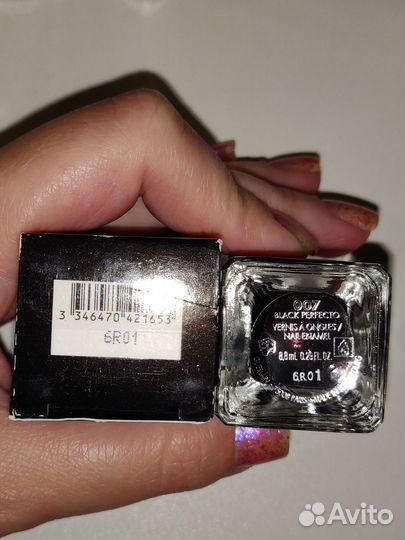 3 346470 421653
6R01
007
BLACK PERFECTO
VERNIS À ONGLES /
NAIL ENAMEL
8,8 mL 0.29 FL.OZ.
6R01
Avito